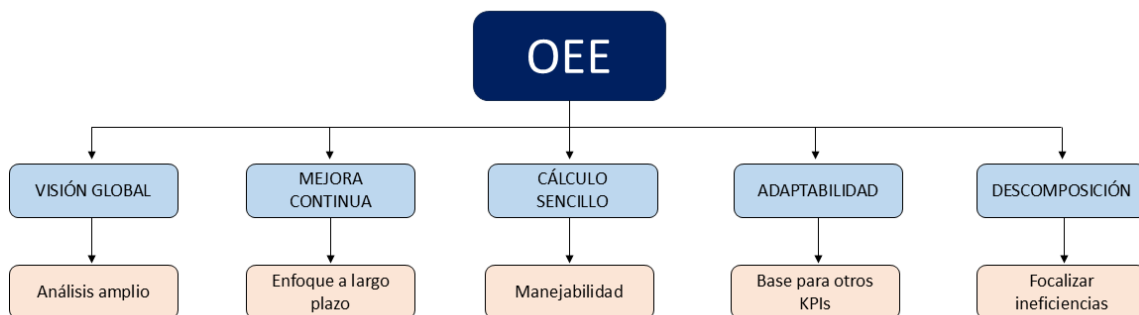 OEE
VISIÓN GLOBAL
MEJORA
CONTINUA
CÁLCULO
SENCILLO
ADAPTABILIDAD
DESCOMPOSICIÓN
Análisis amplio
Enfoque a largo
plazo
Manejabilidad
Base para otros
KPIs
Focalizar
ineficiencias